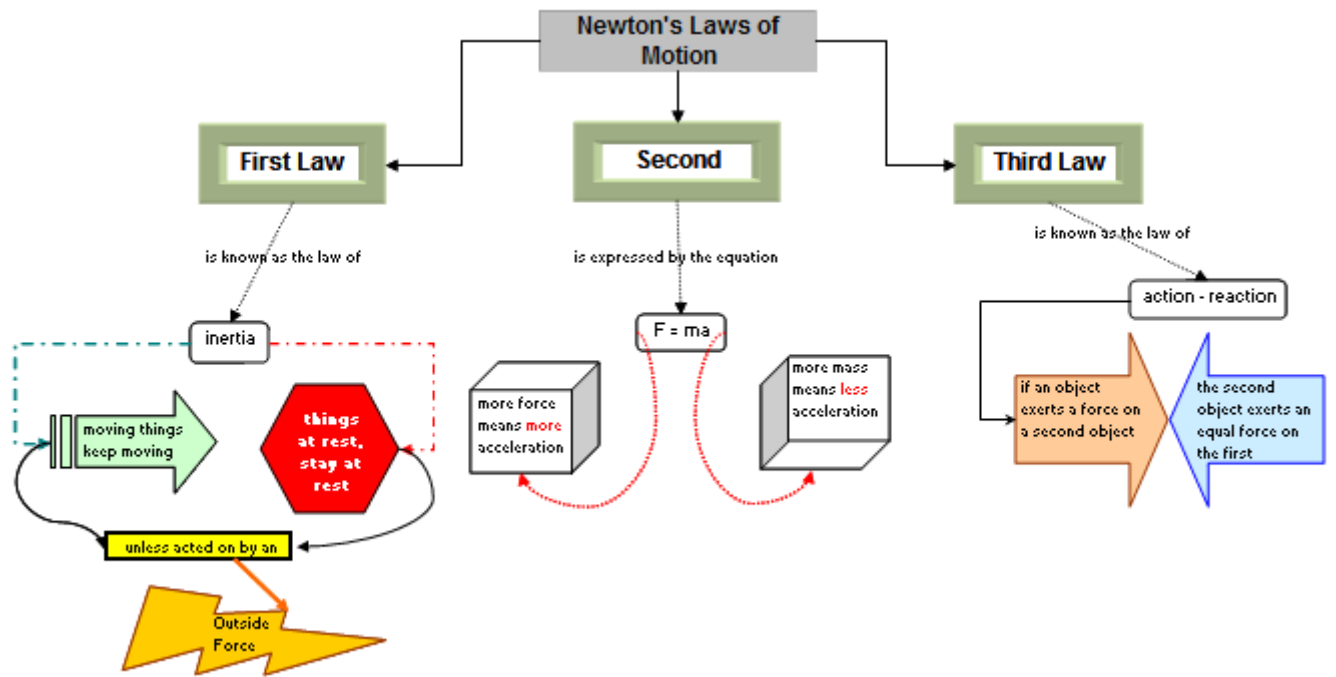 Newton's Laws of
Motion
First Law
Second
Third Law
is known as the law of
is expressed by the equation
is known as the law of
inertia
F = ma
action - reaction
moving things
keep moving
things
at rest,
stay at
rest
unless acted on by an
Outside
Force
more force
means more
acceleration
more mass
means less
acceleration
if an object
exerts a force on
a second object
the second
object exerts an
equal force on
the first